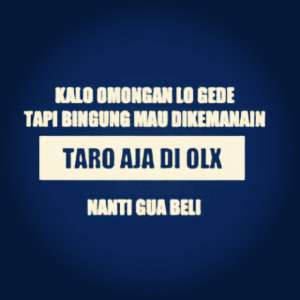 KALO OMONGAN LO GEDE
TAPI BINGUNG MAU DIKEMANAIN
TARO AJA DI OLX
NANTI GUA BELI